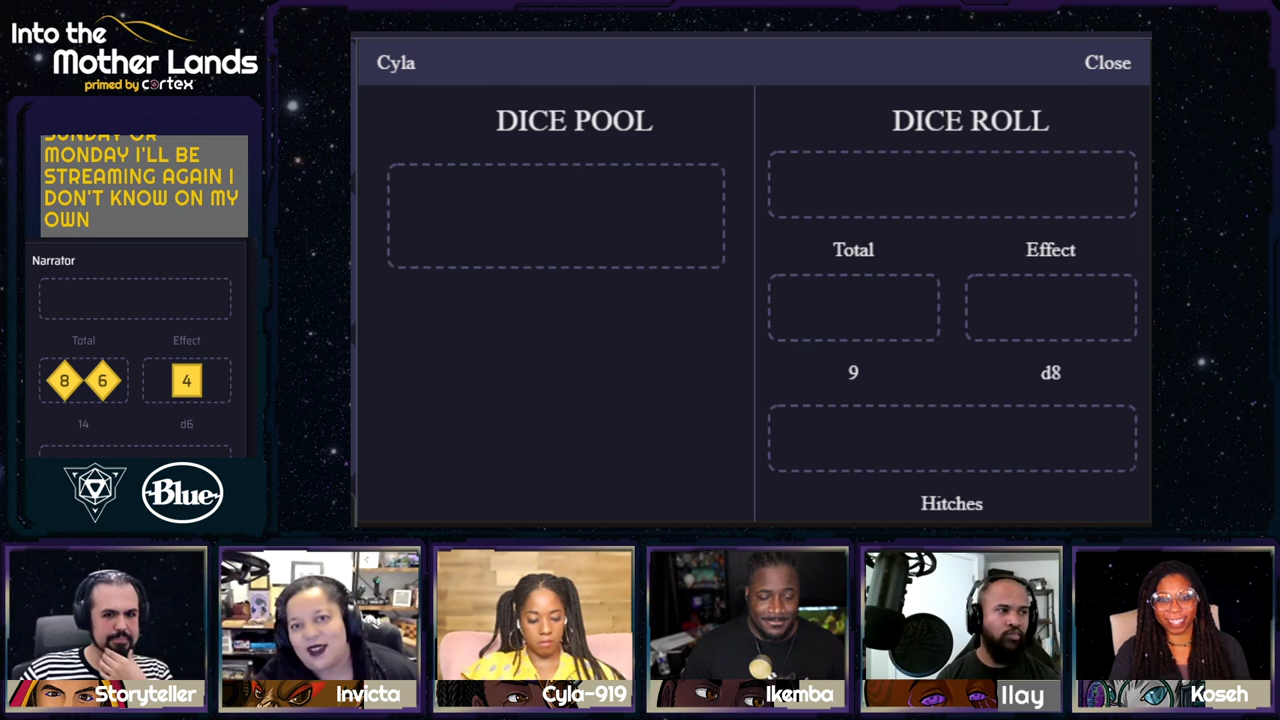 Into the
Mother Lands
primed by cortex
SUNDAY OR
MONDAY I'LL BE
STREAMING AGAIN I
DON'T KNOW ON MY
OWN
Narrator
Total
Effect
8
6
4
14
d6
Blue
Cyla
Close
DICE POOL
DICE ROLL
Total
Effect
9
d8
Hitches
Storyteller
Invicta
Cyla-919
Ikemba
Ilay
Koseh